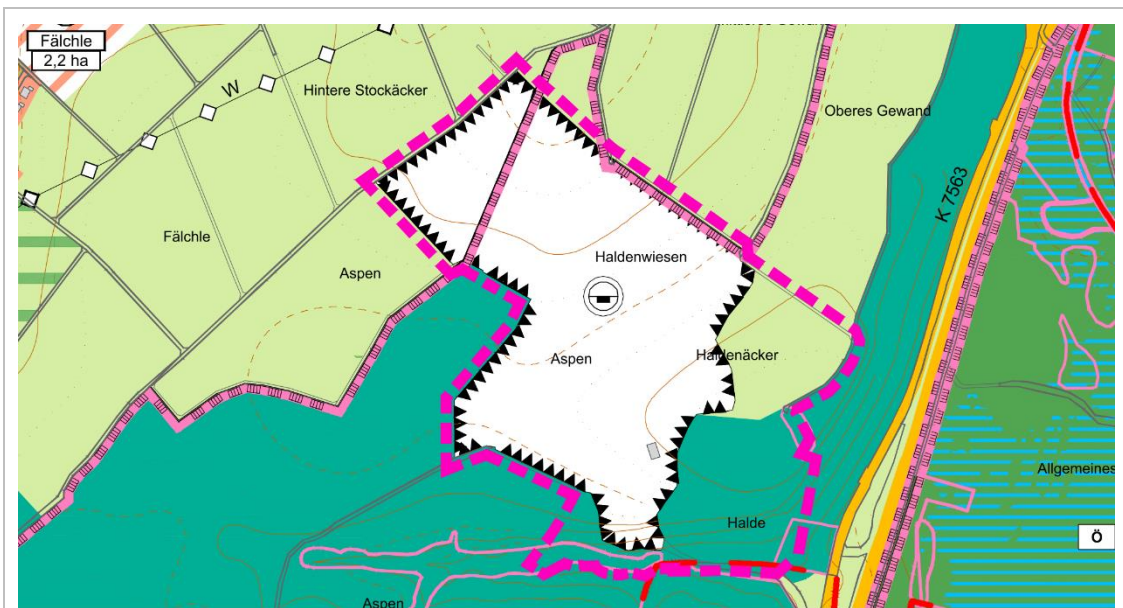 Fälchle
2,2 ha
W
Hintere Stockäcker
Oberes Gewand
K 7563
Fälchle
Aspen
Haldenwiesen
Aspen
Haldenäcker
Halde
Allgemeines
Ö
Aspen